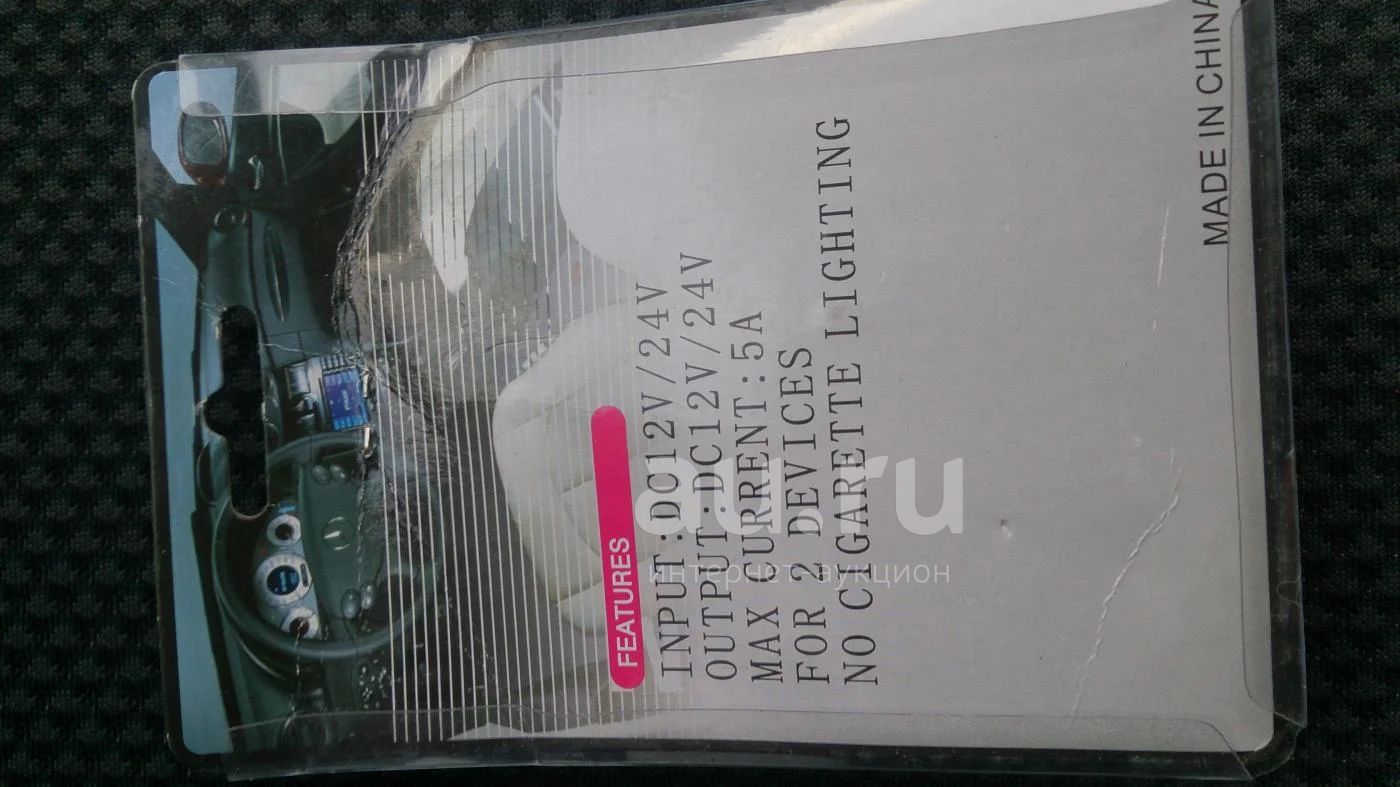 FEATURES
INPUT:DC12V/24V
OUTPUT:DC12V/24V
MAX CURRENT:5A
FOR 2 DEVICES
NO CIGARETTE LIGHTING
MADE IN CHINA
au.ru
интернет аукцион